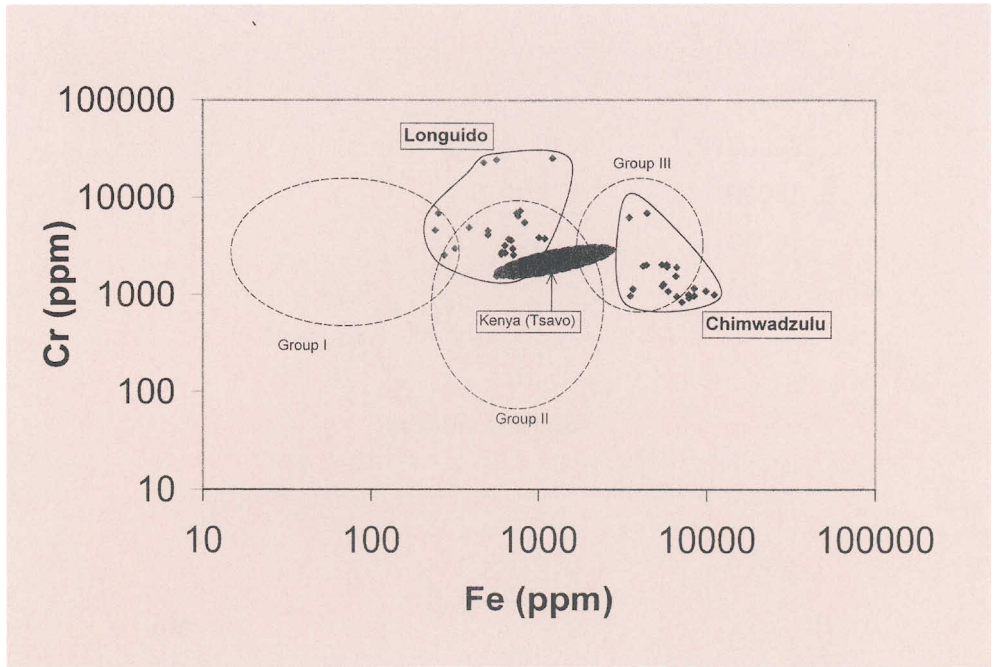 100000
Longuido
Group III
10000
Cr (ppm)
1000
Kenya (Tsavo)
Chimwadzulu
Group I
100
Group II
10
10 100 1000 10000 100000
Fe (ppm)